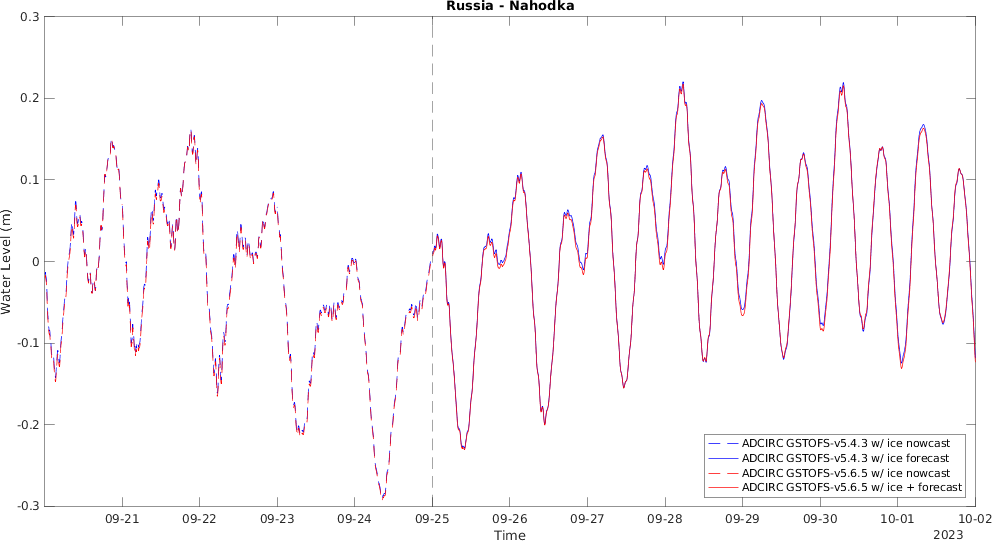 Russia - Nahodka
0.3
0.2
0.1
0
-0.1
-0.2
-0.3
Water Level (m)
09-21
09-22
09-23
09-24
09-25
09-26
09-27
09-28
09-29
09-30
10-01
10-02
Time
2023
ADCIRC GSTOFS-v5.4.3 w/ ice nowcast
ADCIRC GSTOFS-v5.4.3 w/ ice forecast
ADCIRC GSTOFS-v5.6.5 w/ ice nowcast
ADCIRC GSTOFS-v5.6.5 w/ ice + forecast